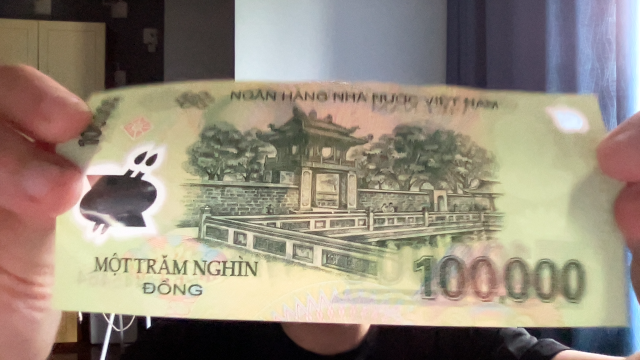 NGÂN HÀNG NHÀ NƯỚC VIỆT NAM
MỘT TRĂM NGHÌN
ĐỒNG
100,000